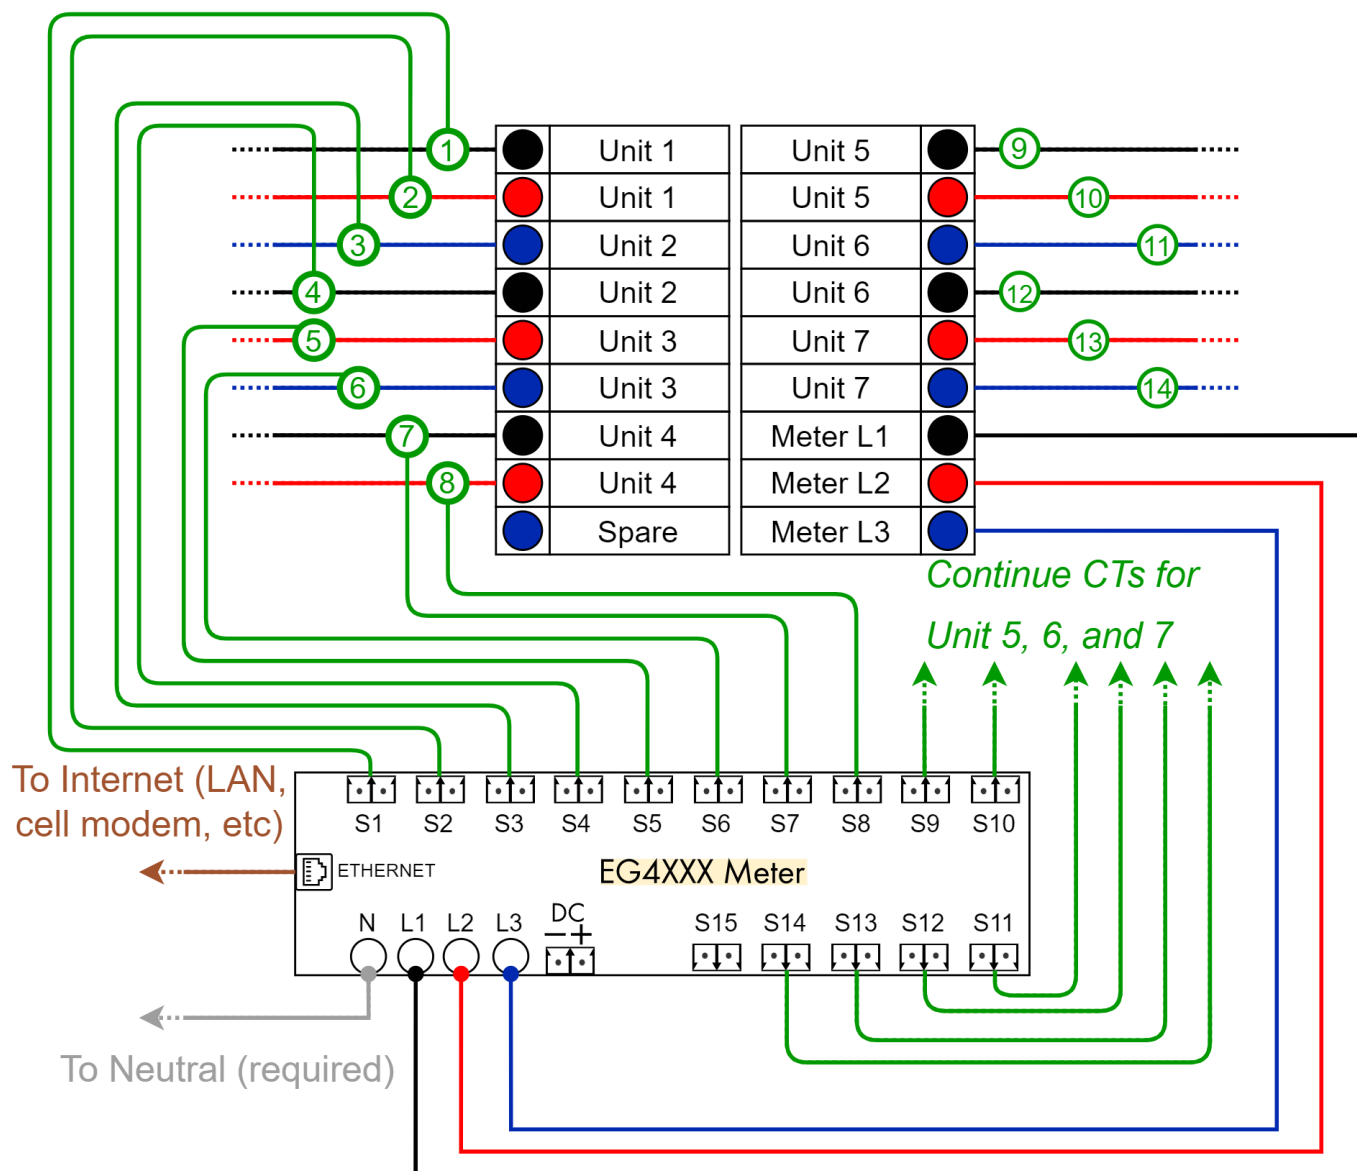 1 Unit 1 Unit 5 9
2 Unit 1 Unit 5 10
3 Unit 2 Unit 6 11
4 Unit 2 Unit 6 12
5 Unit 3 Unit 7 13
6 Unit 3 Unit 7 14
7 Unit 4 Meter L1
8 Unit 4 Meter L2
Spare Meter L3
Continue CTs for
Unit 5, 6, and 7
To Internet (LAN,
cell modem, etc)
S1 S2 S3 S4 S5 S6 S7 S8 S9 S10
ETHERNET
EG4XXX Meter
N L1 L2 L3 DC S15 S14 S13 S12 S11
− +
To Neutral (required)